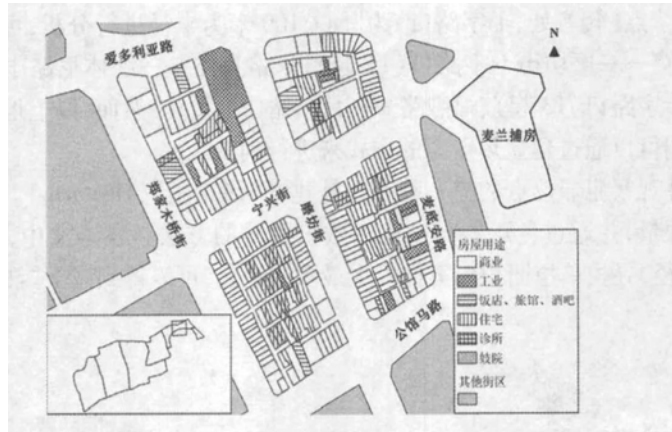 爱多利亚路
N
麦兰捕房
郑家木桥街
宁兴街
磨坊街
麦底安路
公馆马路
房屋用途
商业
工业
饭店、旅馆、酒吧
住宅
诊所
妓院
其他街区